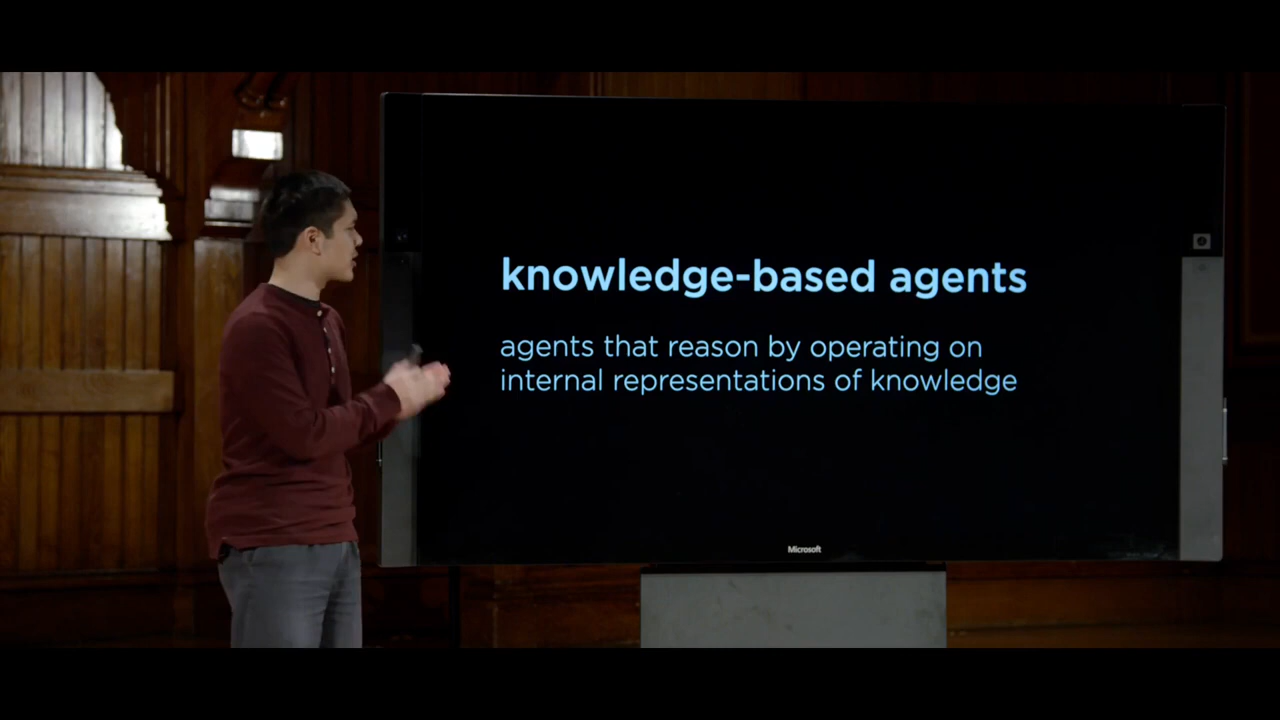 knowledge-based agents
agents that reason by operating on
internal representations of knowledge
Microsoft